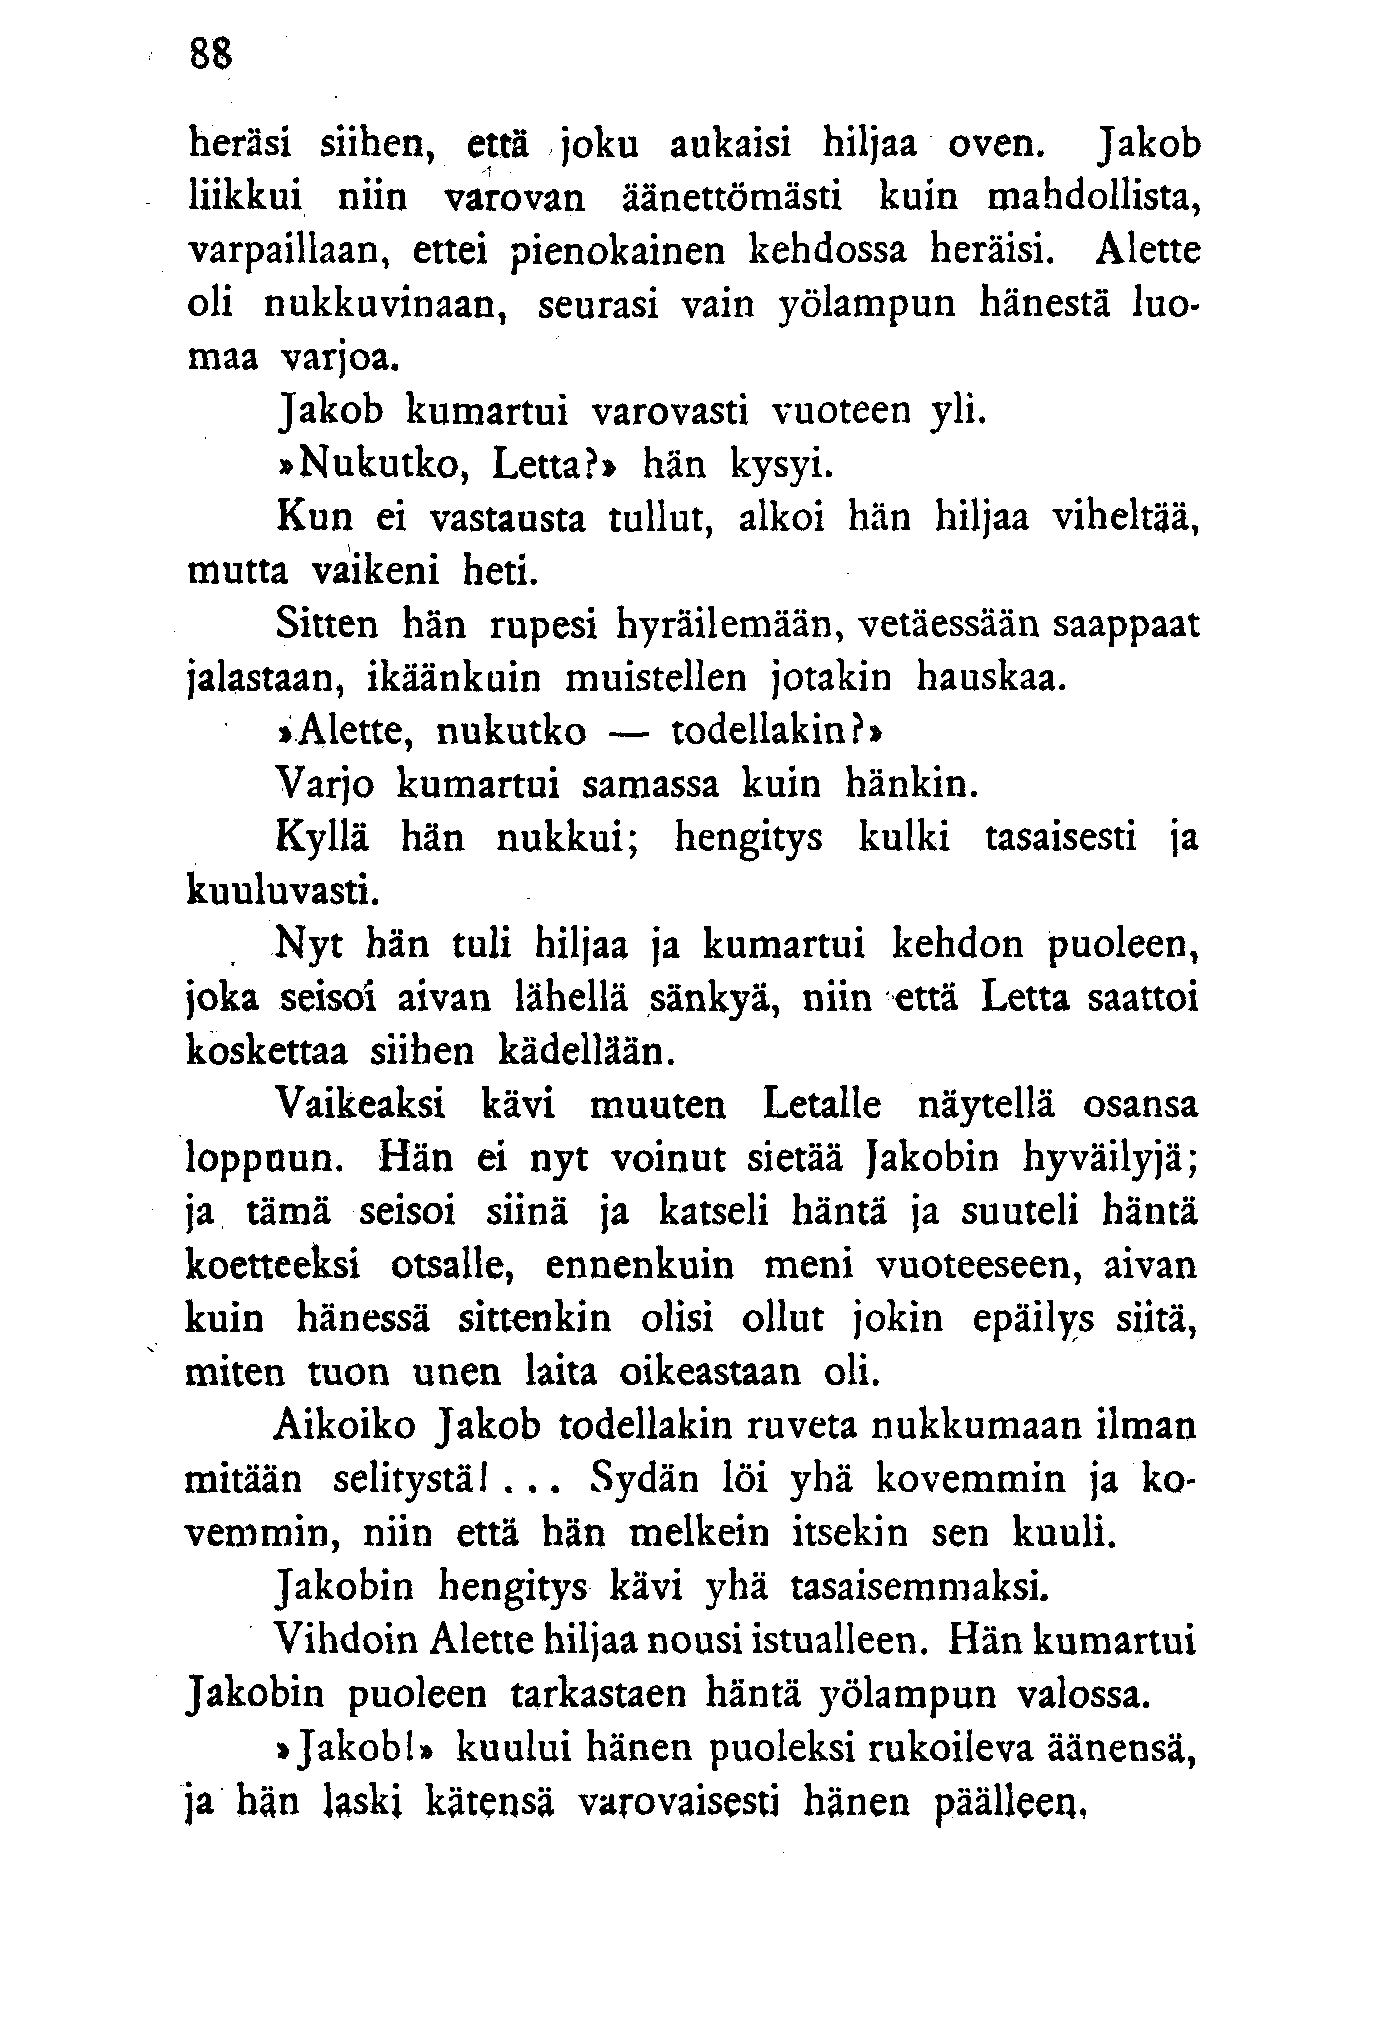 88
heräsi siihen, että joku aukaisi hiljaa oven. Jakob
liikkui niin varovan äänettömästi kuin mahdollista,
varpaillaan, ettei pienokainen kehdossa heräisi. Alette
oli nukkuvinaan, seurasi vain yölampun hänestä luo-
maa varjoa.
Jakob kumartui varovasti vuoteen yli.
»Nukutko, Letta?» hän kysyi.
Kun ei vastausta tullut, alkoi hän hiljaa viheltää,
mutta vaikeni heti.
Sitten hän rupesi hyräilemään, vetäessään saappaat
jalastaan, ikäänkuin muistellen jotakin hauskaa.
»Alette, nukutko — todellakin?»
Varjo kumartui samassa kuin hänkin.
Kyllä hän nukkui; hengitys kulki tasaisesti ja
kuuluvasti.
Nyt hän tuli hiljaa ja kumartui kehdon puoleen,
joka seisoi aivan lähellä sänkyä, niin että Letta saattoi
koskettaa siihen kädellään.
Vaikeaksi kävi muuten Letalle näytellä osansa
loppuun. Hän ei nyt voinut sietää Jakobin hyväilyjä;
ja tämä seisoi siinä ja katseli häntä ja suuteli häntä
koetteeksi otsalle, ennenkuin meni vuoteeseen, aivan
kuin hänessä sittenkin olisi ollut jokin epäilys siitä,
miten tuon unen laita oikeastaan oli.
Aikoiko Jakob todellakin ruveta nukkumaan ilman
mitään selitystä! . . . Sydän löi yhä kovemmin ja ko-
vemmin, niin että hän melkein itsekin sen kuuli.
Jakobin hengitys kävi yhä tasaisemmaksi.
Vihdoin Alette hiljaa nousi istualleen. Hän kumartui
Jakobin puoleen tarkastaen häntä yölampun valossa.
»Jakob!» kuului hänen puoleksi rukoileva äänensä,
ja hän laski kätensä varovaisesti hänen päälleen.